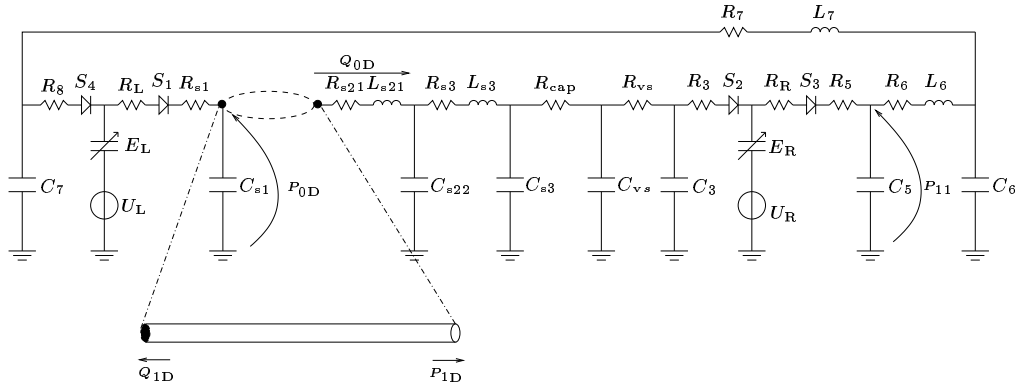 R7 L7
Q0D
R8 S4 RL S1 Rs1 Rs21 Ls21 Rs3 Ls3 Rcap Rvs R3 S2 RR S3 R5 R6 L6
EL ER
C7 Cs1 P0D Cs22 Cs3 Cvs C3 C5 P11 C6
UL UR
Q1D P1D